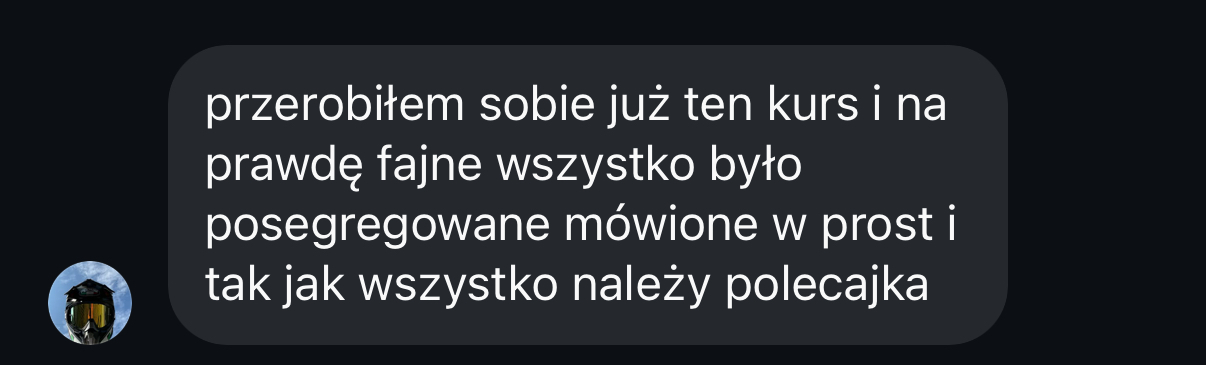 przerobiłem sobie już ten kurs i na
prawdę fajne wszystko było
posegregowane mówione w prost i
tak jak wszystko należy polecajka